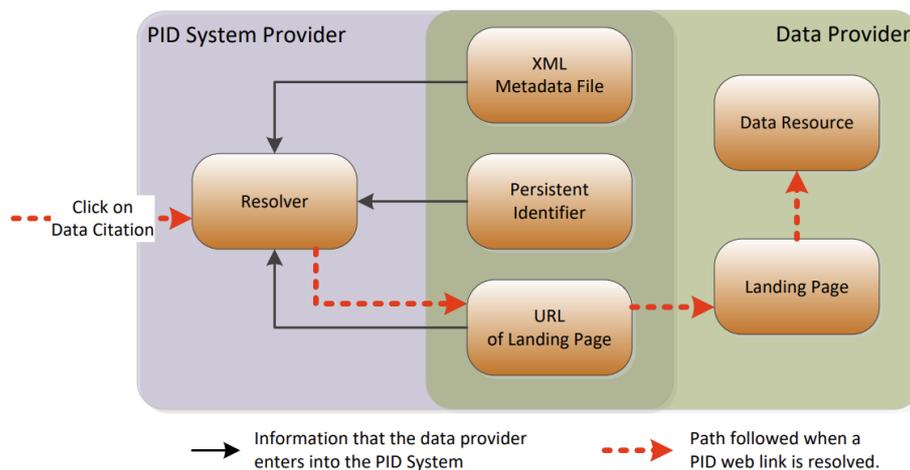 PID System Provider
Data Provider
XML
Metadata File
Data Resource
Resolver
Persistent
Identifier
Click on
Data Citation
Landing Page
URL
of Landing Page
Information that the data provider
enters into the PID System
Path followed when a
PID web link is resolved.